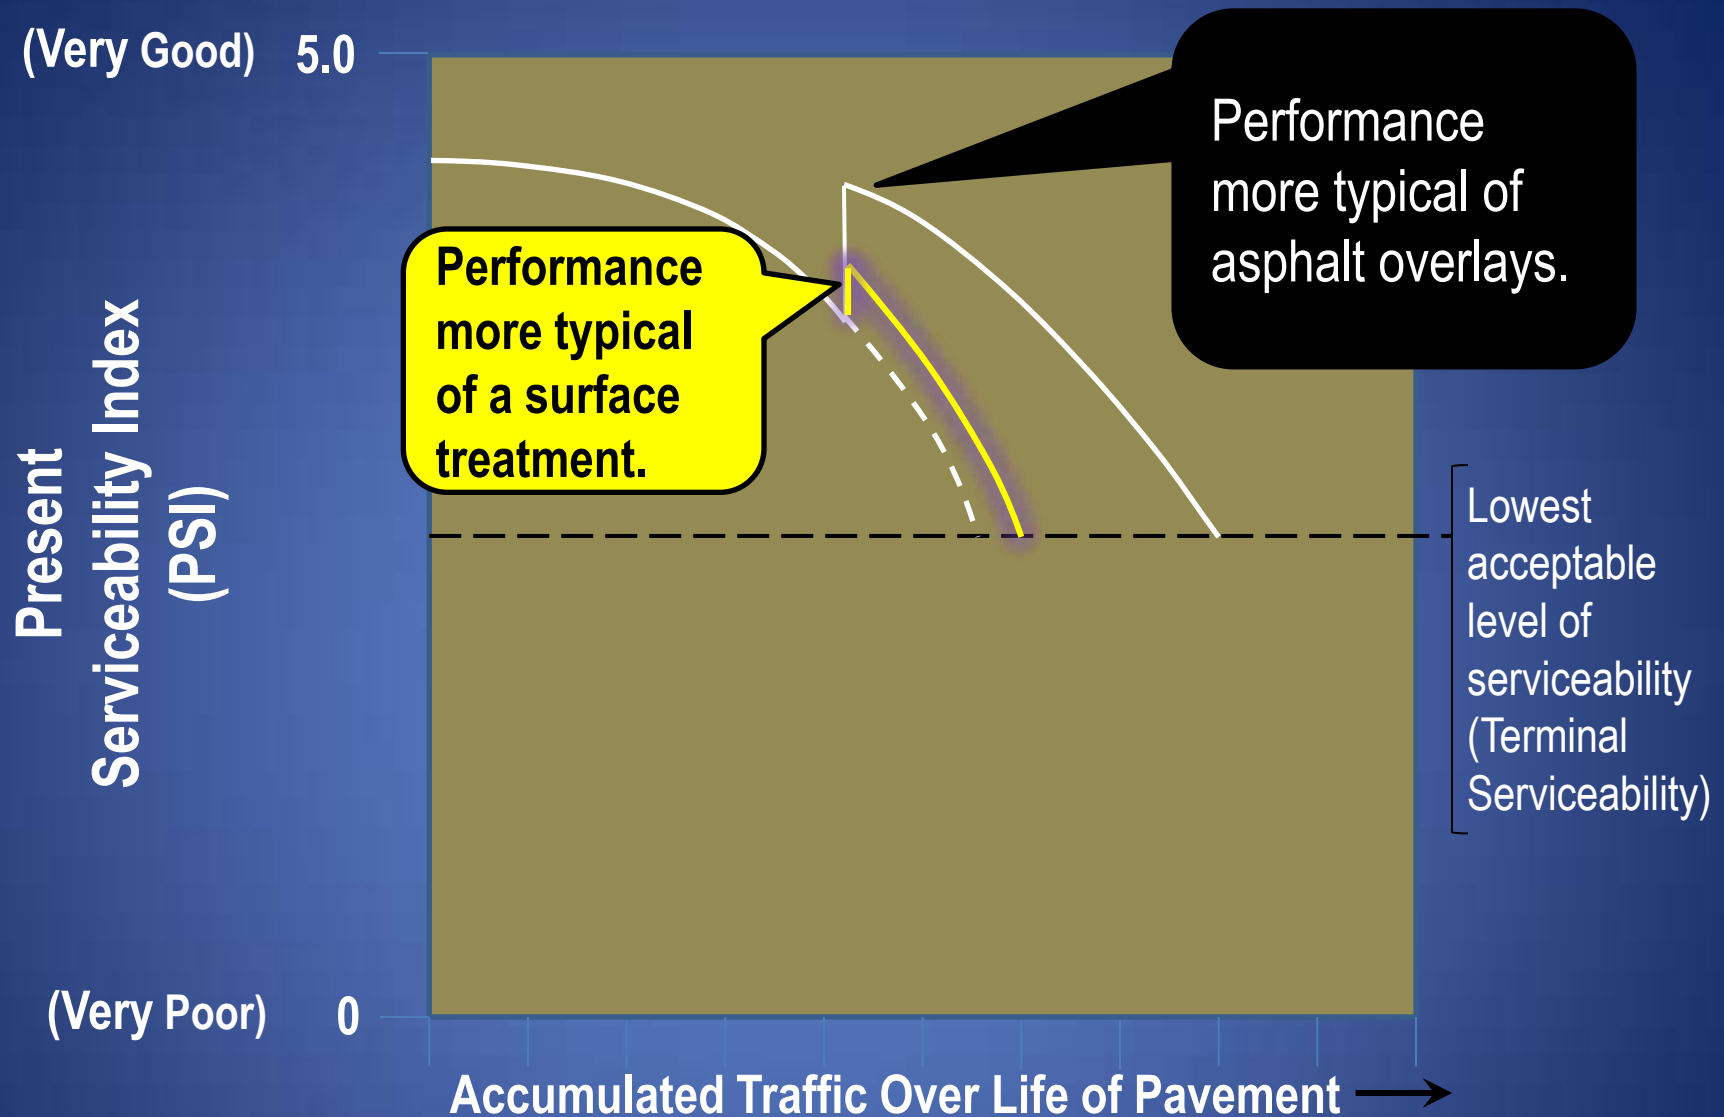 (Very Good) 5.0
Performance
more typical of
asphalt overlays.
Performance
more typical
of a surface
treatment.
Present
Serviceability Index
(PSI)
Lowest
acceptable
level of
serviceability
(Terminal
Serviceability)
(Very Poor) 0
Accumulated Traffic Over Life of Pavement